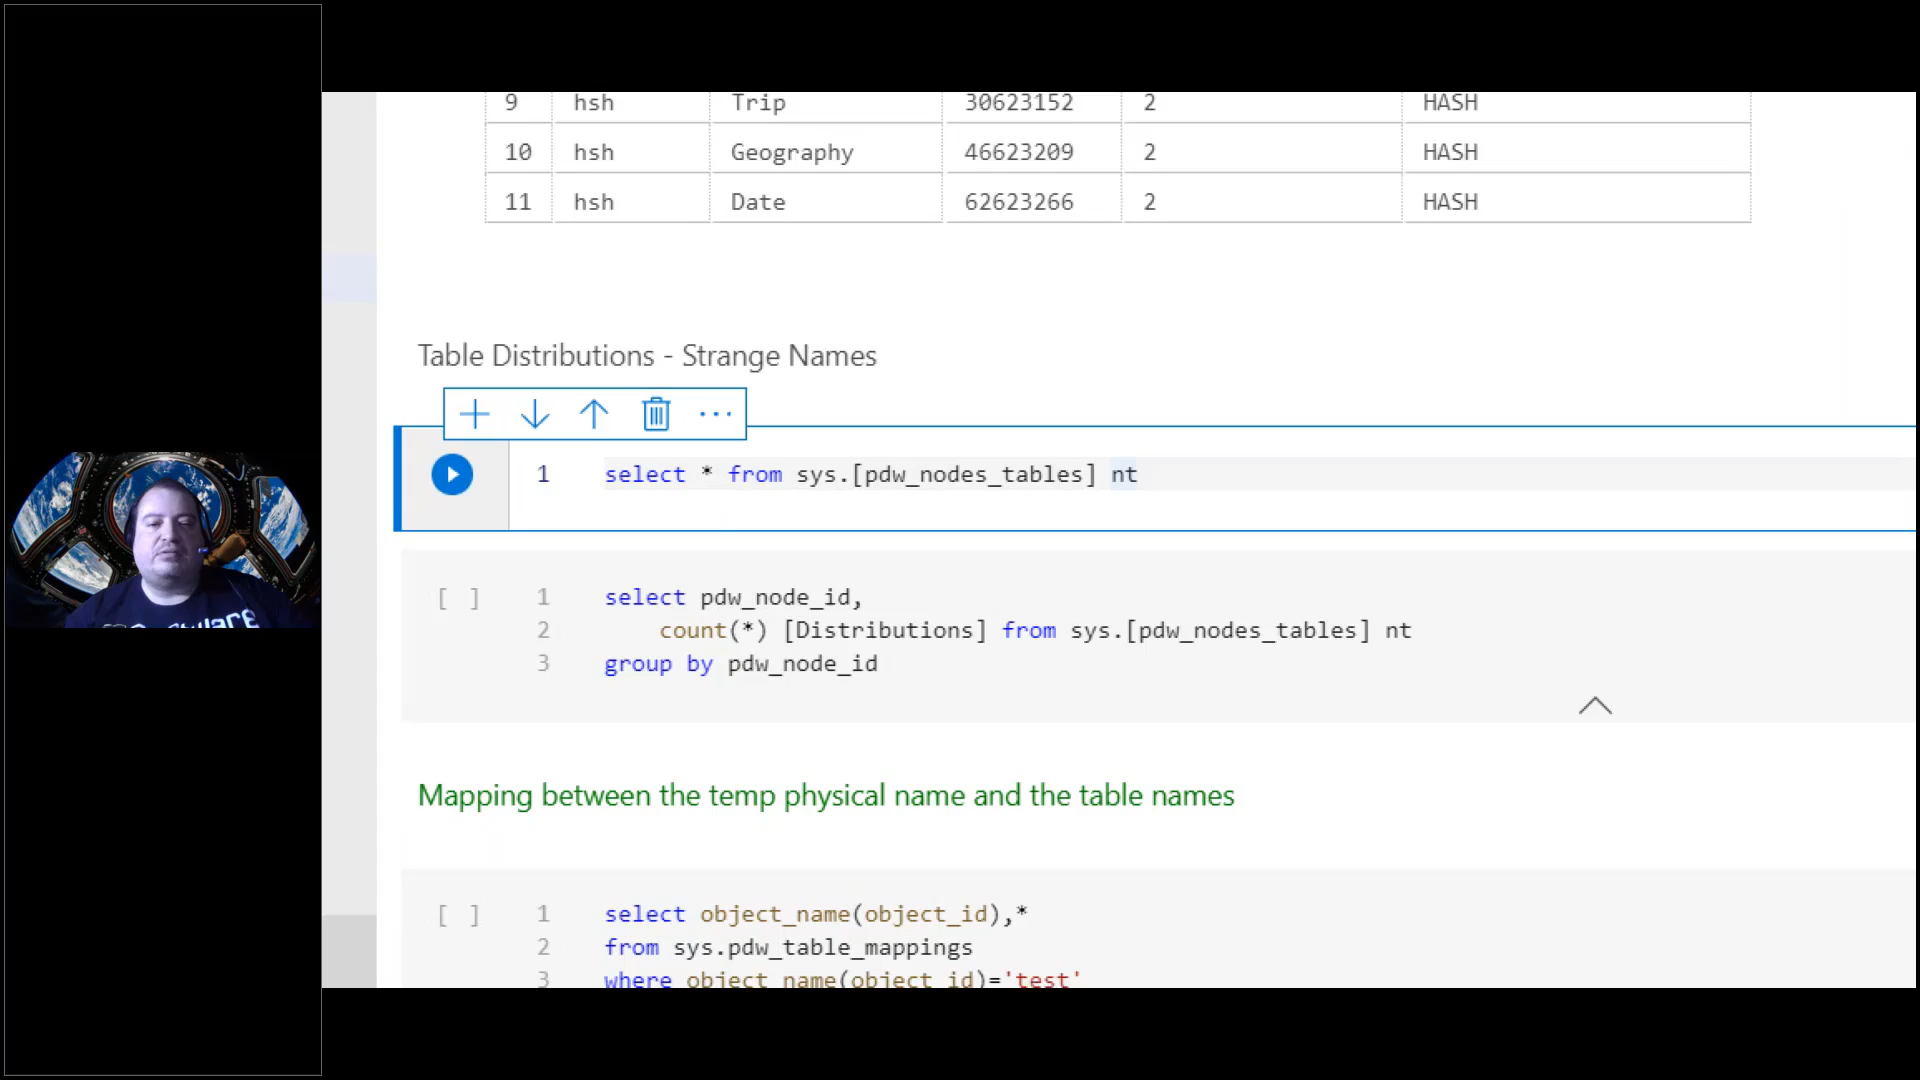 9 hsh Trip 30623152 2 HASH
10 hsh Geography 46623209 2 HASH
11 hsh Date 62623266 2 HASH
Table Distributions - Strange Names
1 select * from sys.[pdw_nodes_tables] nt
[ ] 1 select pdw_node_id,
2 count(*) [Distributions] from sys.[pdw_nodes_tables] nt
3 group by pdw_node_id
Mapping between the temp physical name and the table names
[ ] 1 select object_name(object_id),*
2 from sys.pdw_table_mappings
3 where object_name(object_id)='test'